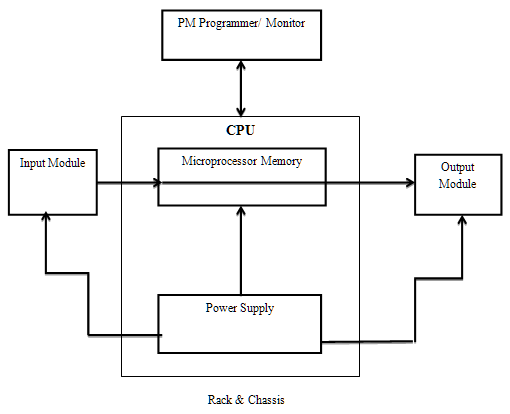 PM Programmer/ Monitor
CPU
Input Module
Microprocessor Memory
Output
Module
Power Supply
Rack & Chassis